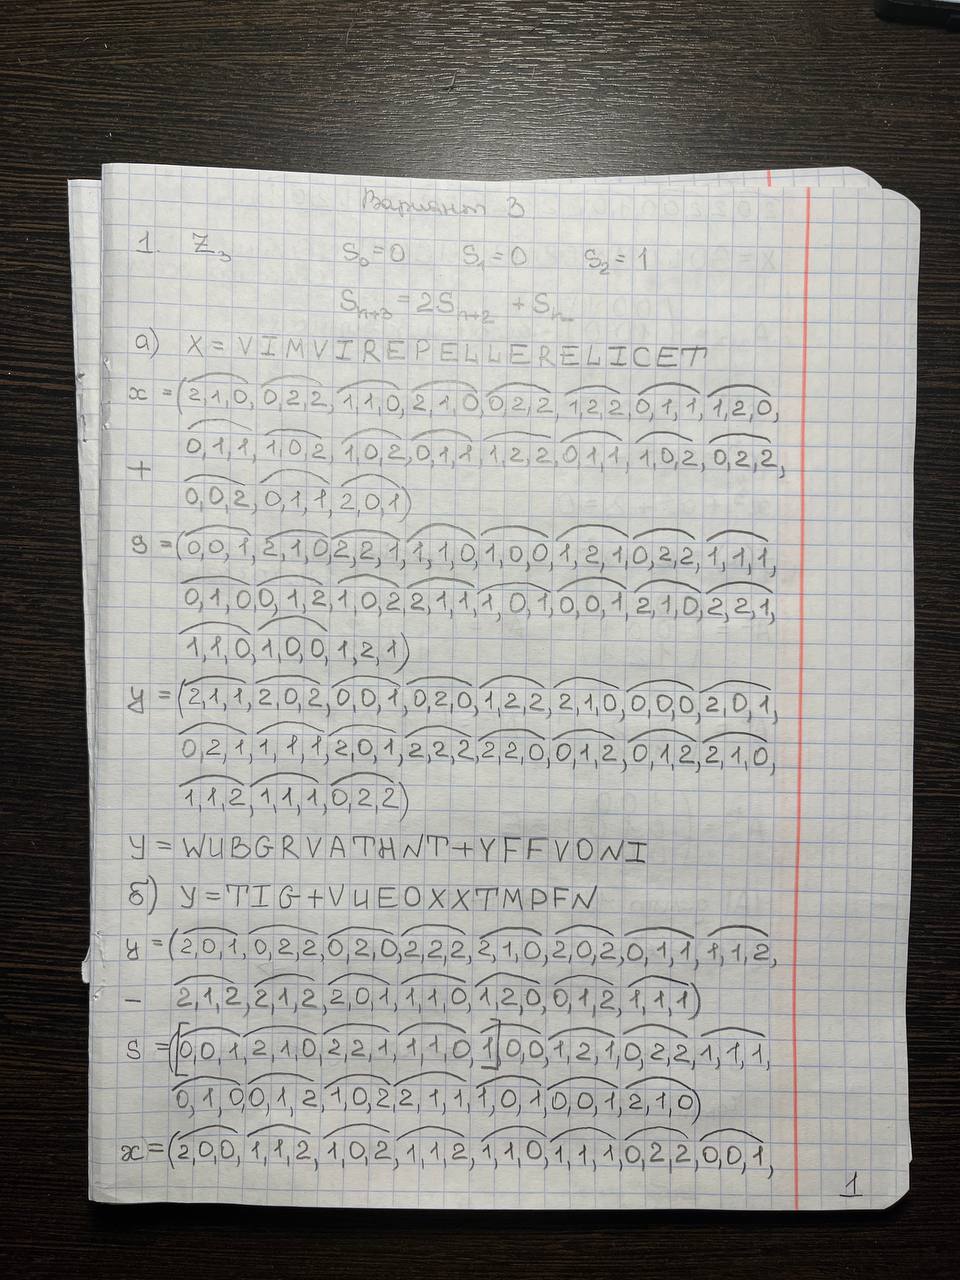 Вариант 3
1. Z₃ S₀=0 S₁=0 S₂=1
Sₙ₊₃=2Sₙ₊₂+Sₙ
а) X=VIMVIREPELLERELICET
x=(2,1,0,0,2,2,1,1,0,2,1,0,0,2,2,1,2,2,0,1,1,1,2,0,
0,1,1,1,0,2,1,0,2,0,1,1,1,2,2,0,1,1,1,0,2,0,2,2,
+
0,0,2,0,1,1,2,0,1)
s=(0,0,1,2,1,0,2,2,1,1,1,0,1,0,0,1,2,1,0,2,2,1,1,1,
0,1,0,0,1,2,1,0,2,2,1,1,1,0,1,0,0,1,2,1,0,2,2,1,
1,1,0,1,0,0,1,2,1)
y=(2,1,1,2,0,2,0,0,1,0,2,0,1,2,2,2,1,0,0,0,0,2,0,1,
0,2,1,1,1,1,2,0,1,2,2,2,2,2,0,0,1,2,0,1,2,2,1,0,
1,1,2,1,1,1,0,2,2)
Y=WUBGRVATHNT+YFFVONI
б) Y=TIG+VUEOXXTMPFN
y=(2,0,1,0,2,2,0,2,0,2,2,2,2,1,0,2,0,2,0,1,1,1,1,2,
− 2,1,2,2,1,2,2,0,1,1,1,0,1,2,0,0,1,2,1,1,1)
s=([0,0,1,2,1,0,2,2,1,1,1,0,1]0,0,1,2,1,0,2,2,1,1,1,
0,1,0,0,1,2,1,0,2,2,1,1,1,0,1,0,0,1,2,1,0)
x=(2,0,0,1,1,2,1,0,2,1,1,2,1,1,0,1,1,1,0,2,2,0,0,1,
1